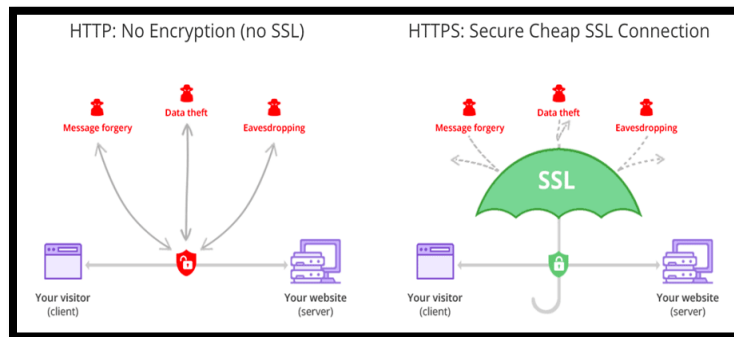 HTTP: No Encryption (no SSL)
Message forgery
Data theft
Eavesdropping
Your visitor
(client)
Your website
(server)
HTTPS: Secure Cheap SSL Connection
Message forgery
Data theft
Eavesdropping
SSL
Your visitor
(client)
Your website
(server)